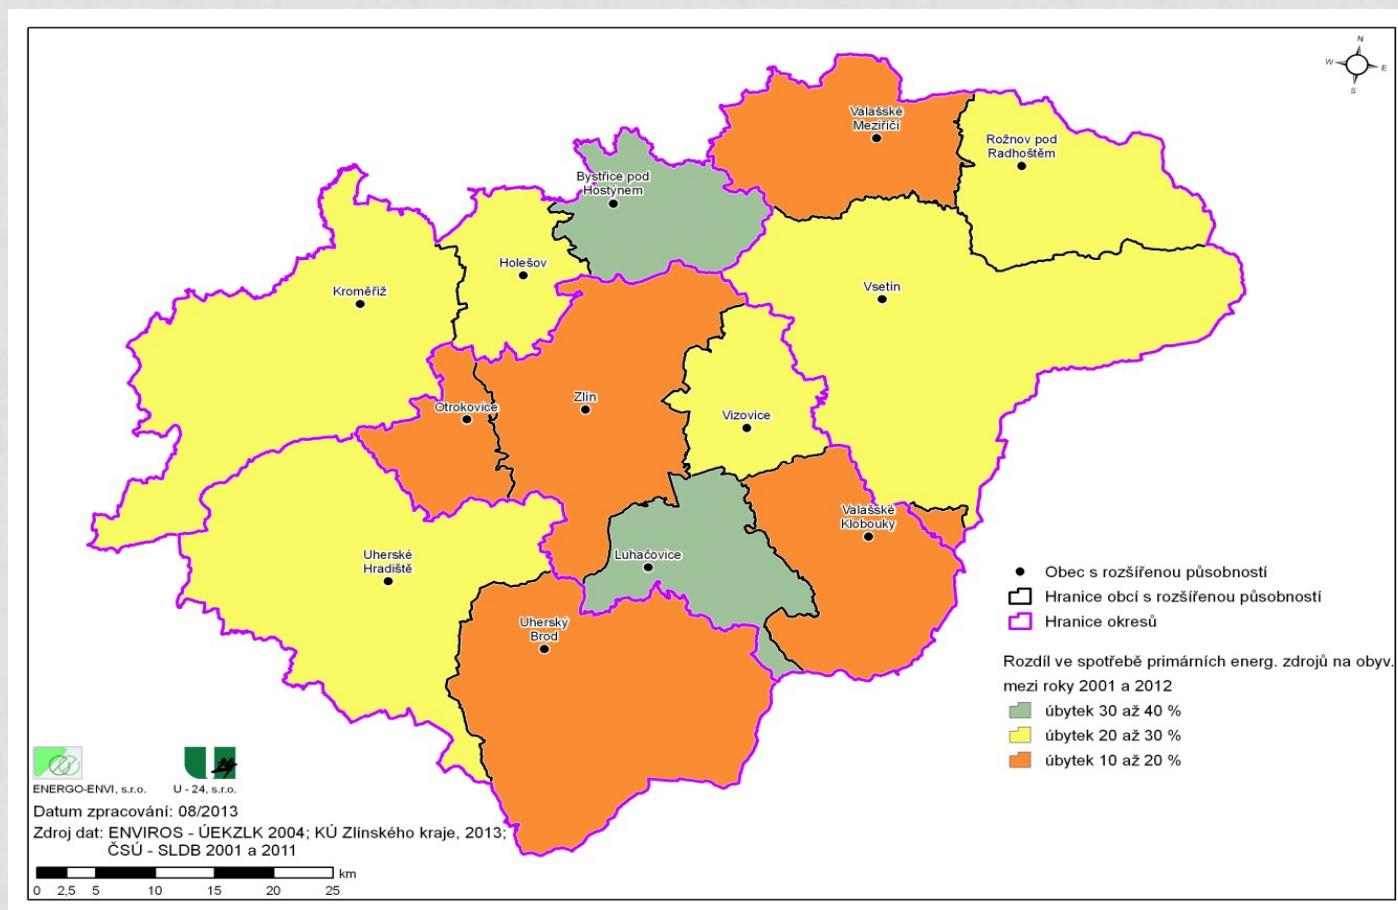 N
W
E
S
Valašské
Meziříčí
Rožnov pod
Radhoštěm
Bystřice pod
Hostýnem
Holešov
Kroměříž
Vsetín
Zlín
Otrokovice
Vizovice
Valašské
Klobouky
Uherské
Hradiště
Luhačovice
Uherský
Brod
Obec s rozšířenou působností
Hranice obcí s rozšířenou působností
Hranice okresů
Rozdíl ve spotřebě primárních energ. zdrojů na obyv.
mezi roky 2001 a 2012
úbytek 30 až 40 %
úbytek 20 až 30 %
úbytek 10 až 20 %
ENERGO-ENVI, s.r.o. U - 24, s.r.o.
Datum zpracování: 08/2013
Zdroj dat: ENVIROS - ÚEKZLK 2004; KÚ Zlínského kraje, 2013;
ČSÚ - SLDB 2001 a 2011
km
0 2,5 5 10 15 20 25